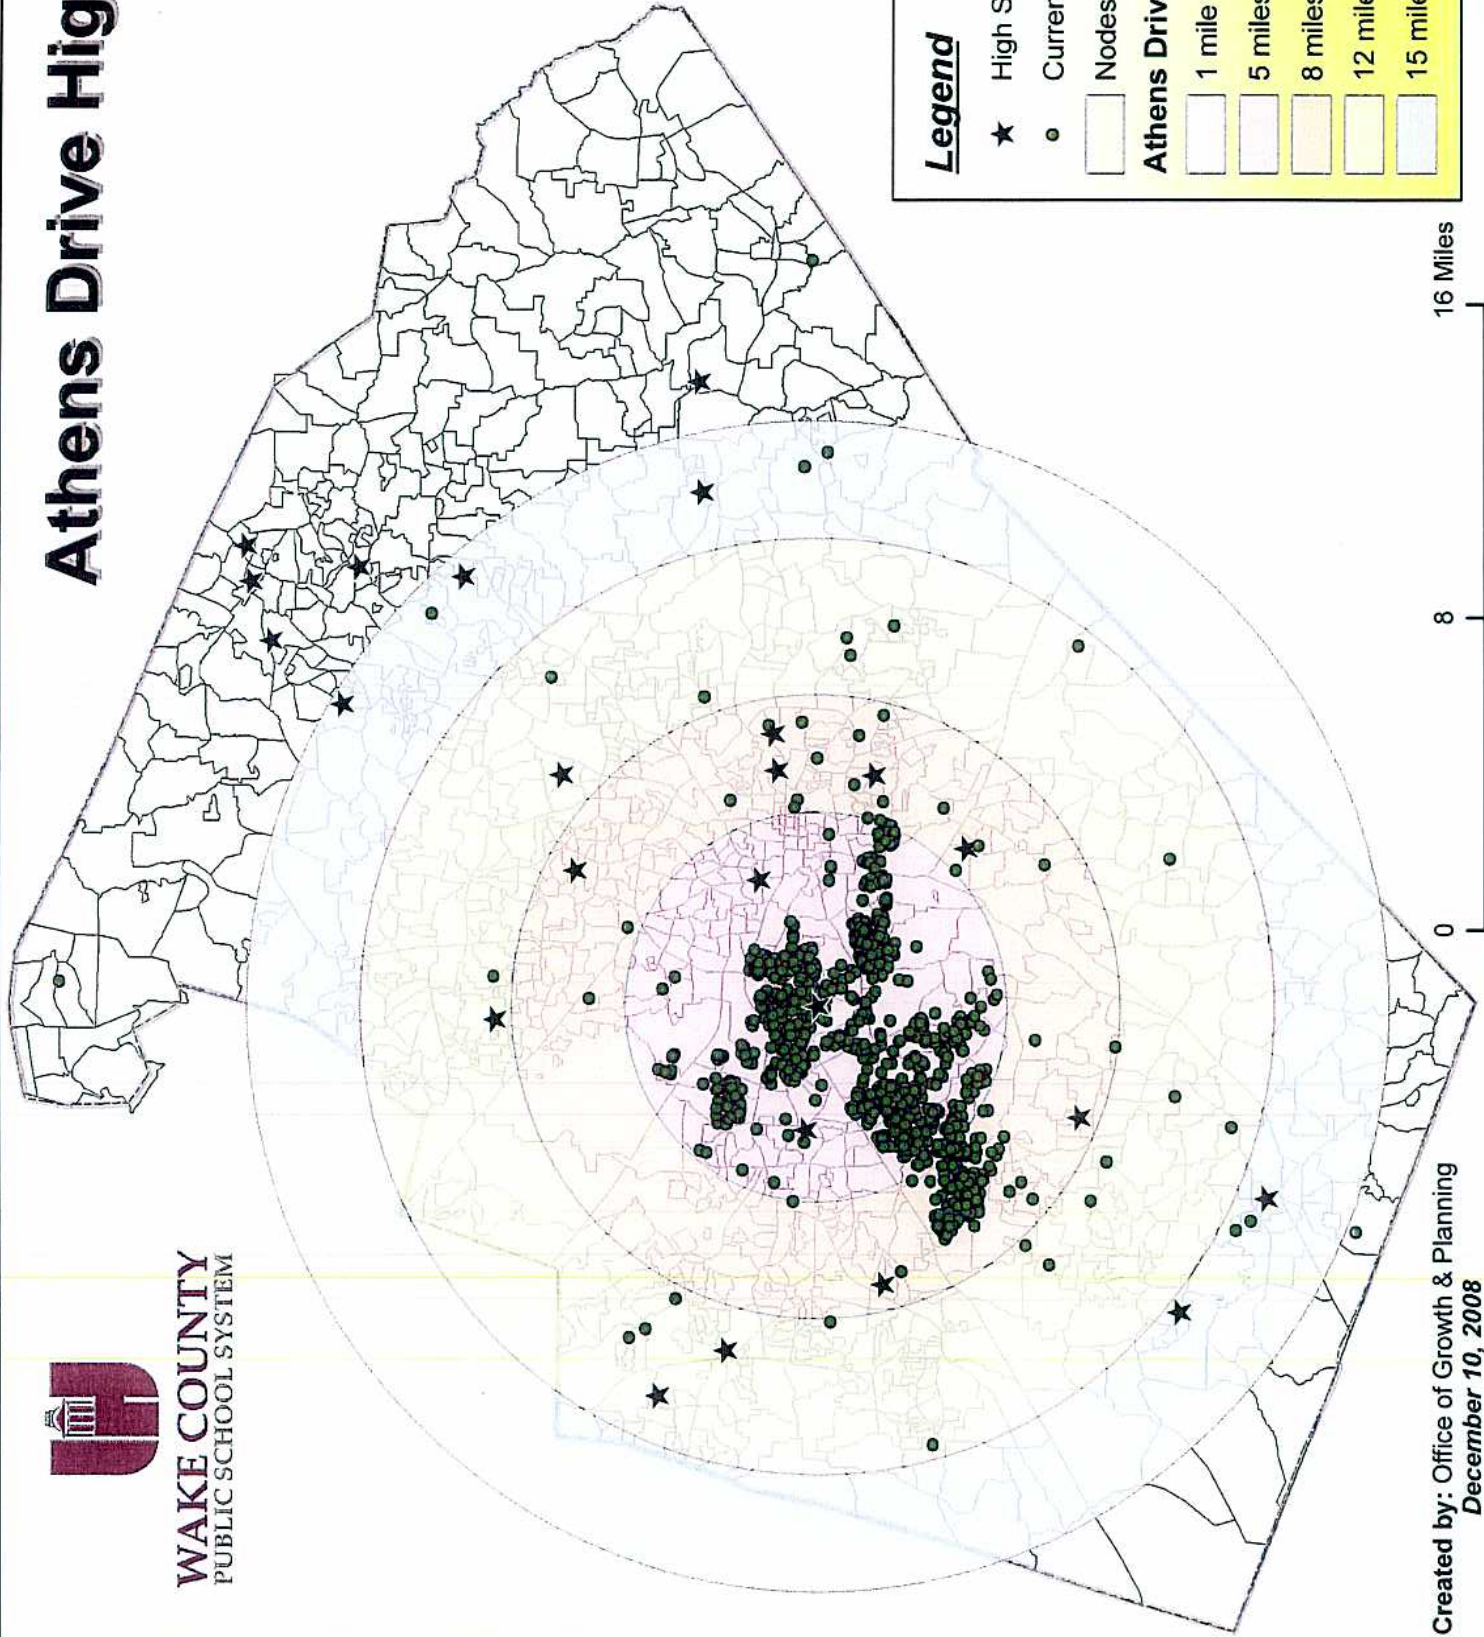 Athens Drive Hig
WAKE COUNTY
PUBLIC SCHOOL SYSTEM
Legend
High S
Curren
Nodes
Athens Driv
1 mile
5 miles
8 miles
12 mile
15 mile
0 8 16 Miles
Created by: Office of Growth & Planning
December 10, 2008